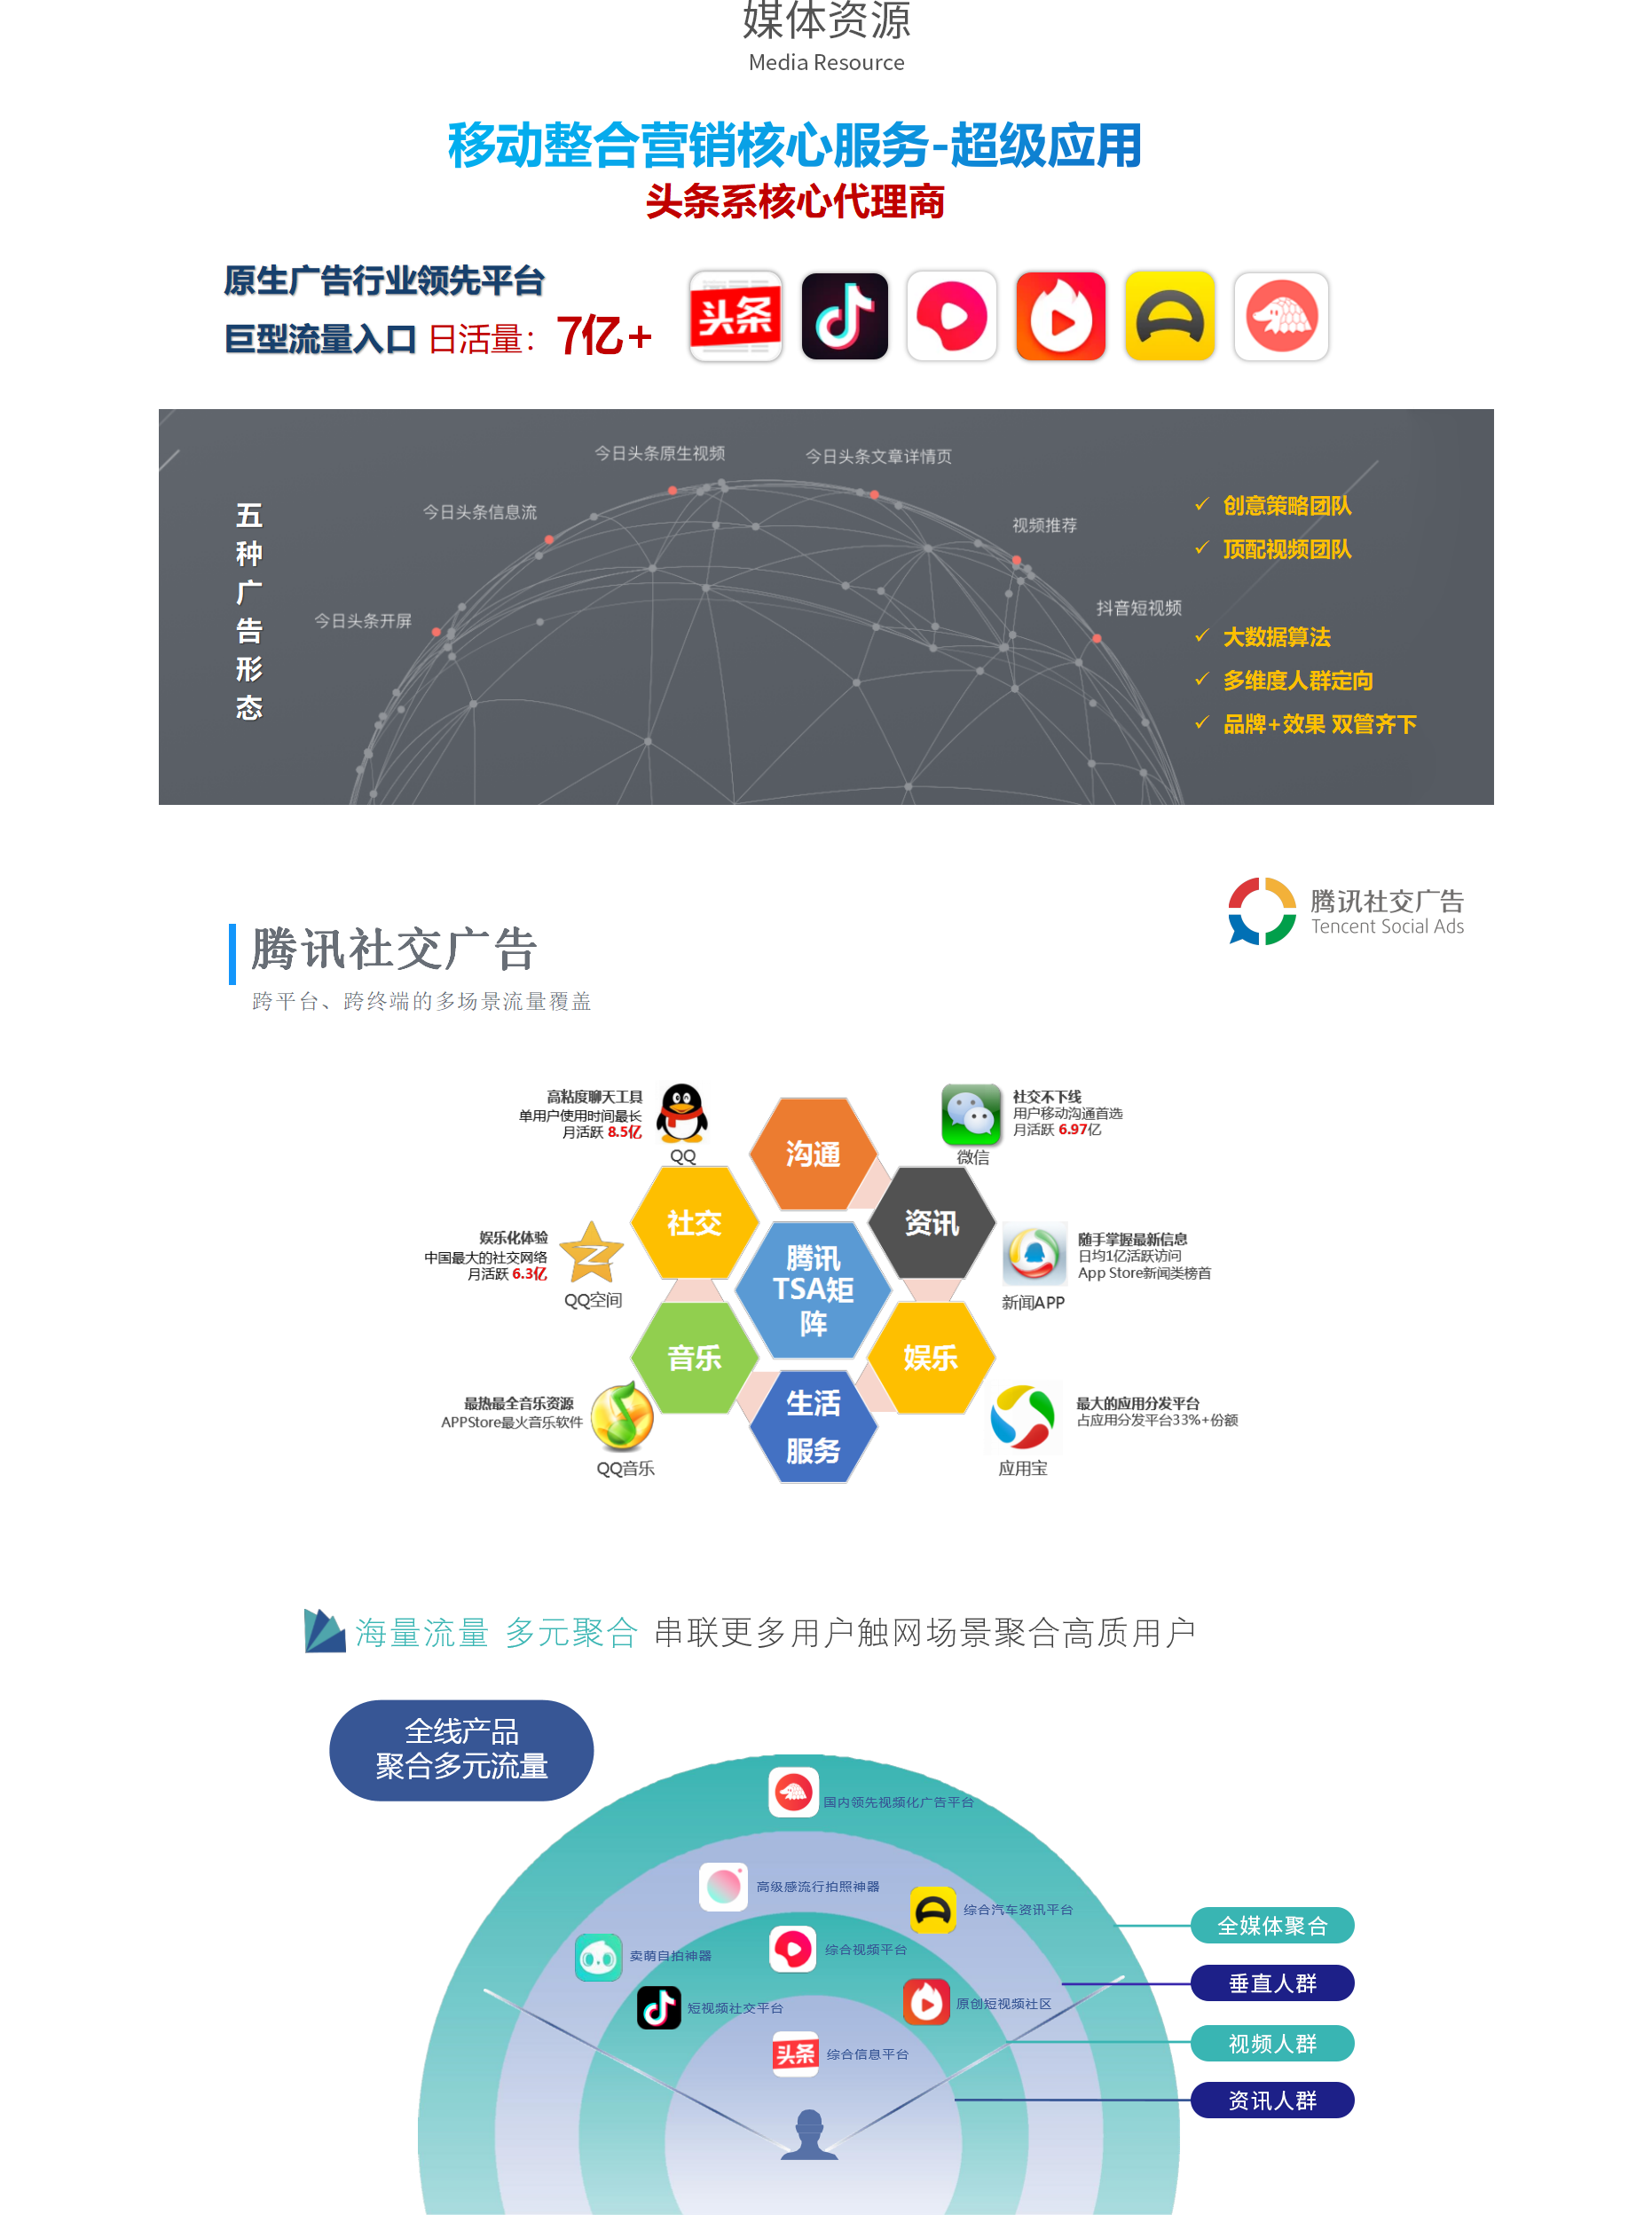 媒体资源
Media Resource
移动整合营销核心服务-超级应用
头条系核心代理商
原生广告行业领先平台
巨型流量入口 日活量：7亿+
头条
五种广告形态
今日头条开屏
今日头条信息流
今日头条原生视频
今日头条文章详情页
视频推荐
抖音短视频
✓ 创意策略团队
✓ 顶配视频团队
✓ 大数据算法
✓ 多维度人群定向
✓ 品牌+效果 双管齐下
腾讯社交广告
Tencent Social Ads
腾讯社交广告
跨平台、跨终端的多场景流量覆盖
高粘度聊天工具
单用户使用时间最长
月活跃 8.5亿
QQ
社交不下线
用户移动沟通首选
月活跃 6.97亿
微信
沟通
社交
资讯
腾讯
TSA矩
阵
音乐
娱乐
生活
服务
娱乐化体验
中国最大的社交网络
月活跃 6.3亿
QQ空间
随手掌握最新信息
日均1亿活跃访问
App Store新闻类榜首
新闻APP
最热最全音乐资源
APPStore最火音乐软件
QQ音乐
最大的应用分发平台
占应用分发平台33%+份额
应用宝
海量流量 多元聚合 串联更多用户触网场景聚合高质用户
全线产品
聚合多元流量
国内领先视频化广告平台
高级感流行拍照神器
综合汽车资讯平台
卖萌自拍神器
综合视频平台
短视频社交平台
原创短视频社区
头条
综合信息平台
全媒体聚合
垂直人群
视频人群
资讯人群